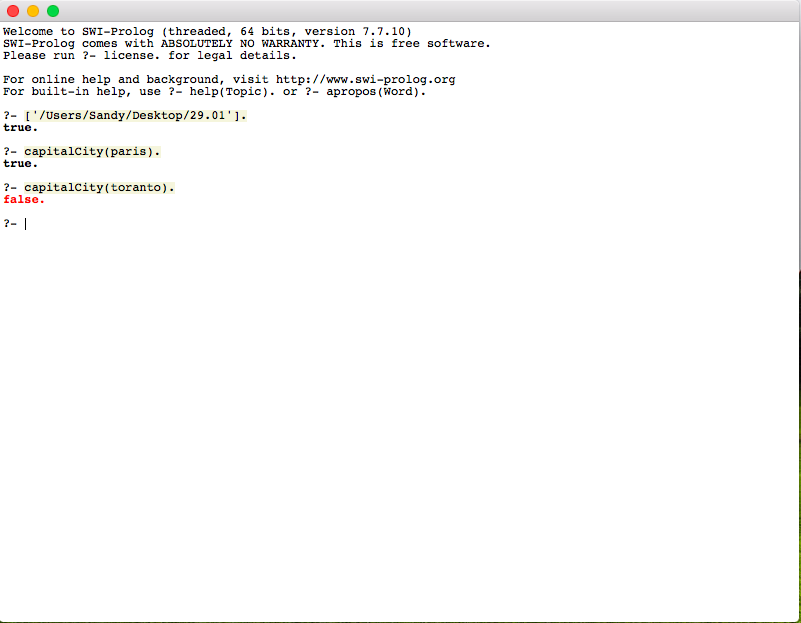 Welcome to SWI-Prolog (threaded, 64 bits, version 7.7.10)
SWI-Prolog comes with ABSOLUTELY NO WARRANTY. This is free software.
Please run ?- license. for legal details.
For online help and background, visit http://www.swi-prolog.org
For built-in help, use ?- help(Topic). or ?- apropos(Word).
?- ['/Users/Sandy/Desktop/29.01'].
true.
?- capitalCity(paris).
true.
?- capitalCity(toranto).
false.
?-